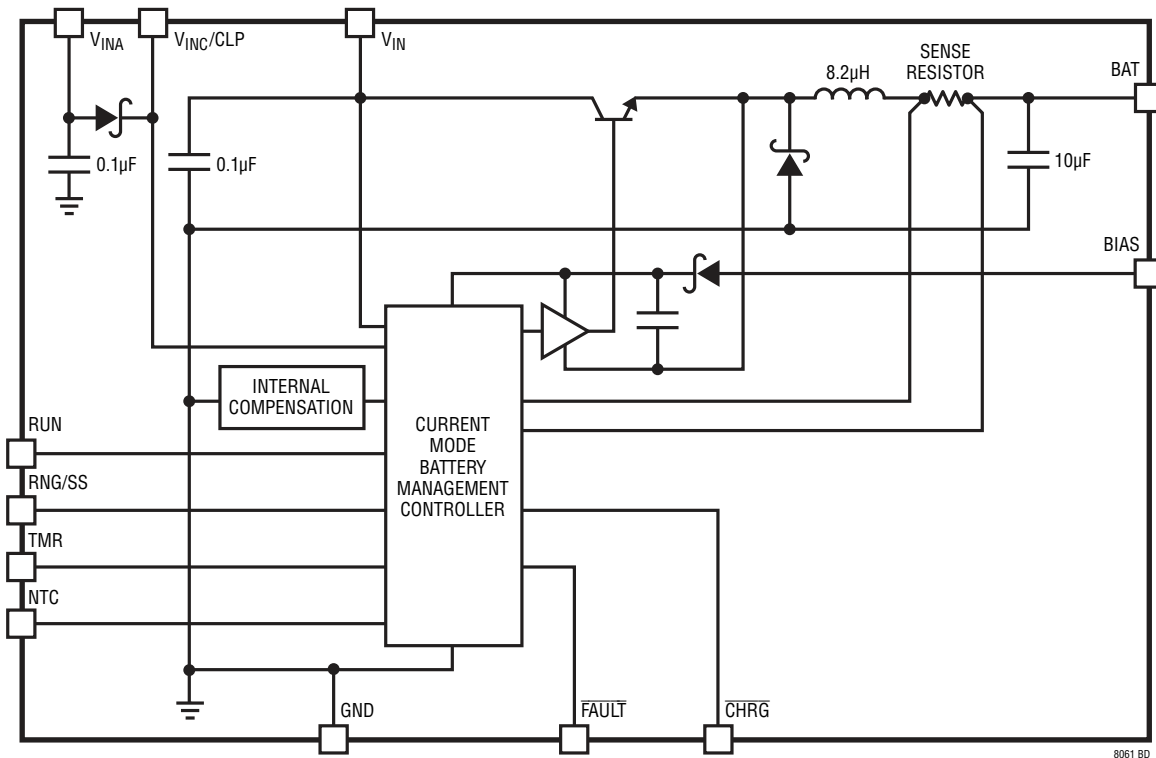 VINA
VINC/CLP
VIN
SENSE
RESISTOR
8.2µH
BAT
0.1µF
0.1µF
10µF
BIAS
INTERNAL
COMPENSATION
CURRENT
MODE
BATTERY
MANAGEMENT
CONTROLLER
RUN
RNG/SS
TMR
NTC
GND
FAULT
CHRG
8061 BD